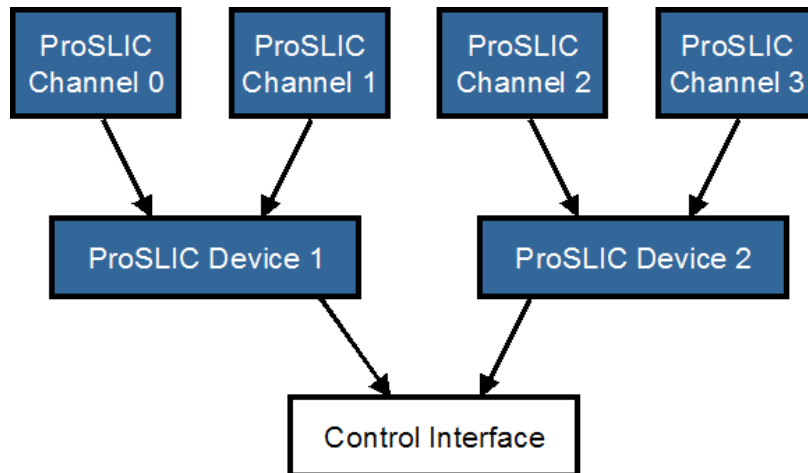 ProSLIC
Channel 0
ProSLIC
Channel 1
ProSLIC
Channel 2
ProSLIC
Channel 3
ProSLIC Device 1
ProSLIC Device 2
Control Interface